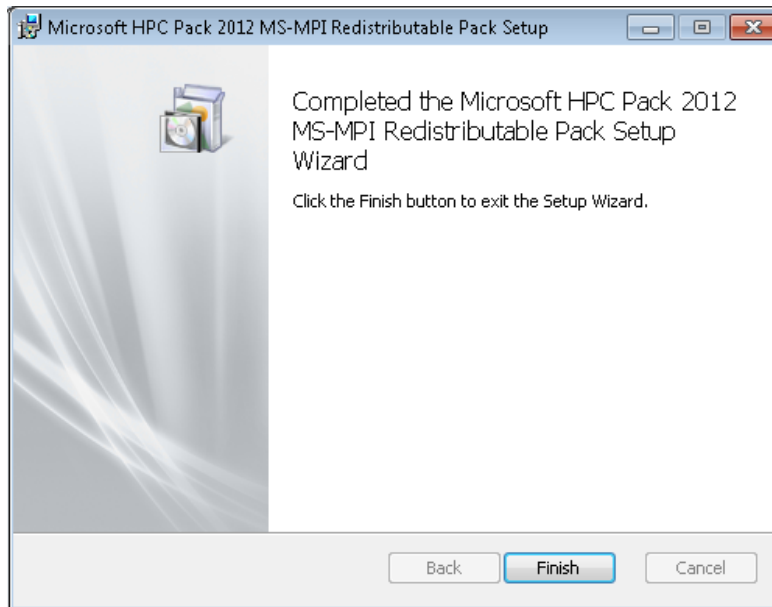 Microsoft HPC Pack 2012 MS-MPI Redistributable Pack Setup
Completed the Microsoft HPC Pack 2012
MS-MPI Redistributable Pack Setup
Wizard
Click the Finish button to exit the Setup Wizard.
Back Finish Cancel